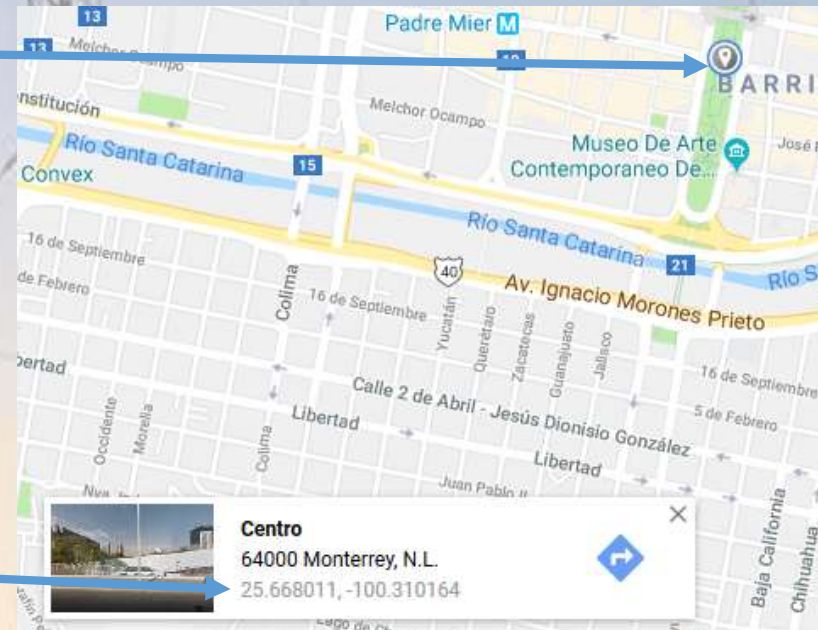 13
Padre Mier M
13
Melchor Ocampo
BARRI
Melchor Ocampo
Museo De Arte
Contemporaneo De...
José
Río Santa Catarina
15
Convex
Río Santa Catarina
16 de Septiembre
40
21
Río S
Av. Ignacio Morones Prieto
de Febrero
Colima
16 de Septiembre
Yucatán
Querétaro
Zacatecas
Guanajuato
Jalisco
16 de Septiembre
5 de Febrero
Calle 2 de Abril - Jesús Dionisio González
Occidente
Morelia
Colima
Libertad
Libertad
Juan Pablo II
Baja California
Chihuahua
Centro
64000 Monterrey, N.L.
25.668011, -100.310164